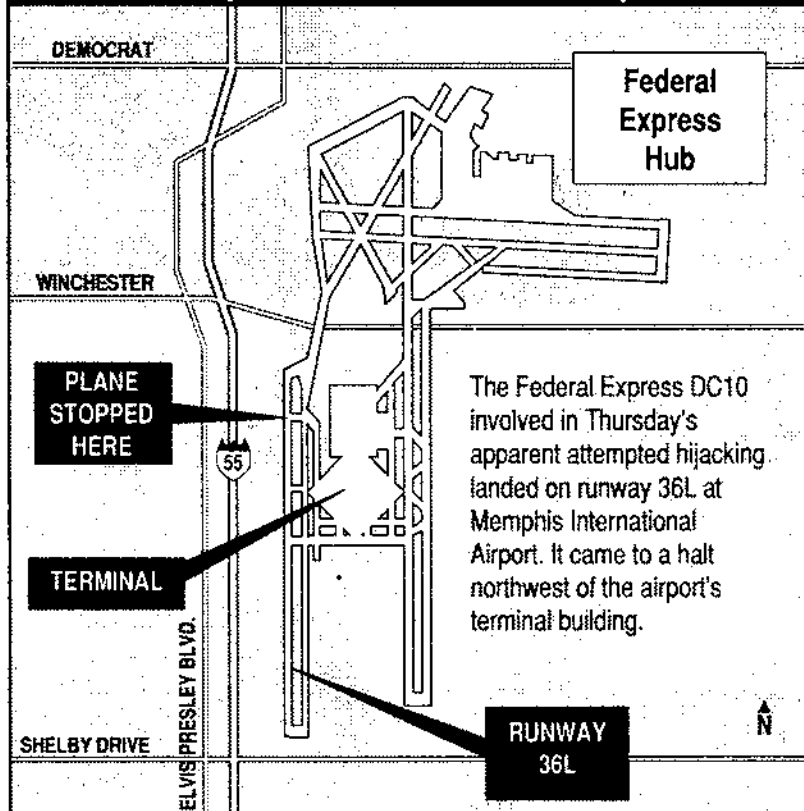 DEMOCRAT
Federal
Express
Hub
WINCHESTER
PLANE
STOPPED
HERE
55
The Federal Express DC10
involved in Thursday's
apparent attempted hijacking
landed on runway 36L at
Memphis International
Airport. It came to a halt
northwest of the airport's
terminal building.
TERMINAL
ELVIS PRESLEY BLVD.
RUNWAY
36L
N
SHELBY DRIVE